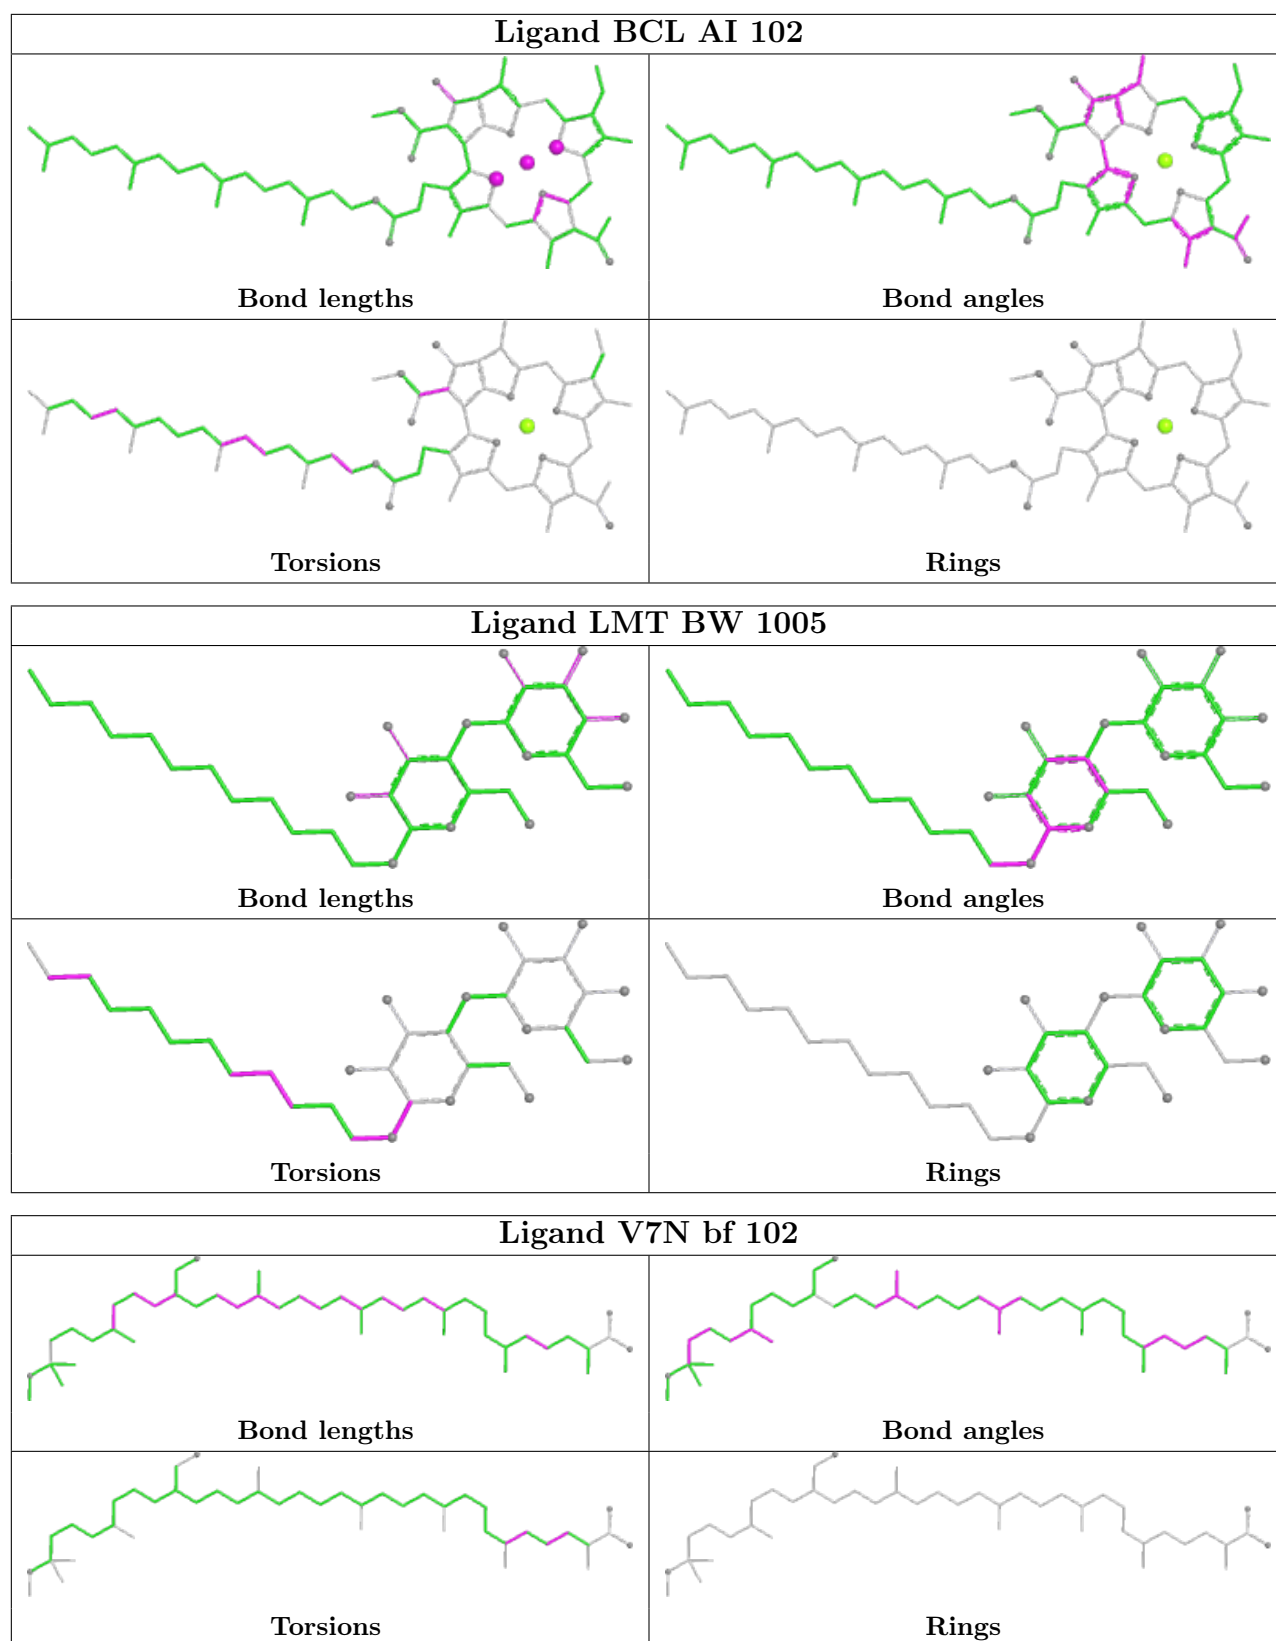 Ligand BCL AI 102
Bond lengths
Bond angles
Torsions
Rings
Ligand LMT BW 1005
Bond lengths
Bond angles
Torsions
Rings
Ligand V7N bf 102
Bond lengths
Bond angles
Torsions
Rings